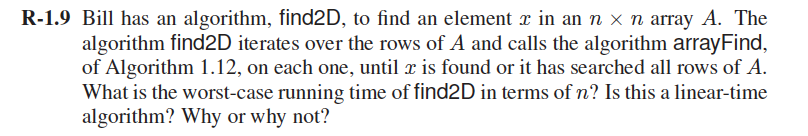 R-1.9 Bill has an algorithm, find2D, to find an element x in an n × n array A. The
algorithm find2D iterates over the rows of A and calls the algorithm arrayFind,
of Algorithm 1.12, on each one, until x is found or it has searched all rows of A.
What is the worst-case running time of find2D in terms of n? Is this a linear-time
algorithm? Why or why not?